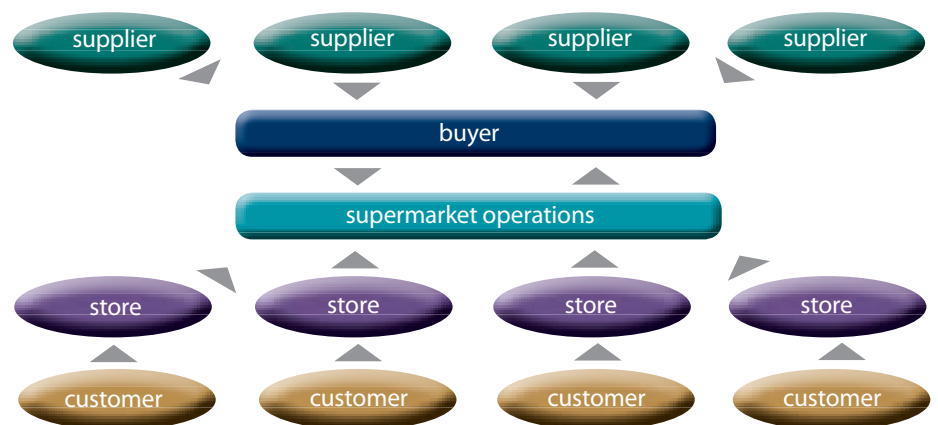 supplier
supplier
supplier
supplier
buyer
supermarket operations
store
store
store
store
customer
customer
customer
customer